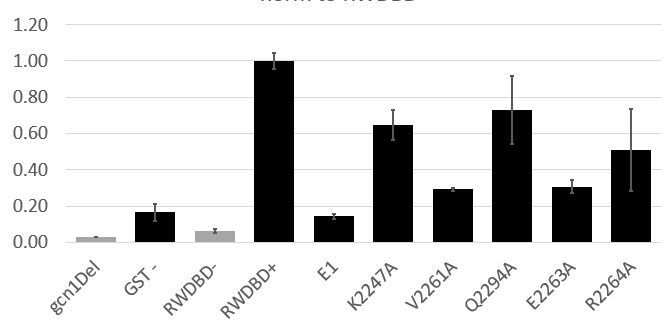 norm to RWDBD
1.20
1.00
0.80
0.60
0.40
0.20
0.00
gcn1Del
GST -
RWDBD-
RWDBD+
E1
K2247A
V2261A
Q2294A
E2263A
R2264A